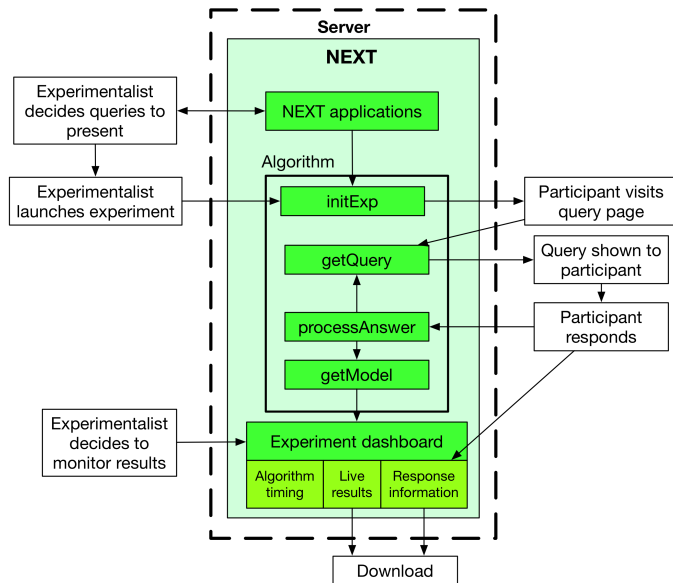 Server
NEXT
Experimentalist
decides queries to
present
NEXT applications
Algorithm
Experimentalist
launches experiment
initExp
Participant visits
query page
getQuery
Query shown to
participant
processAnswer
Participant
responds
getModel
Experimentalist
decides to
monitor results
Experiment dashboard
Algorithm
timing
Live
results
Response
information
Download